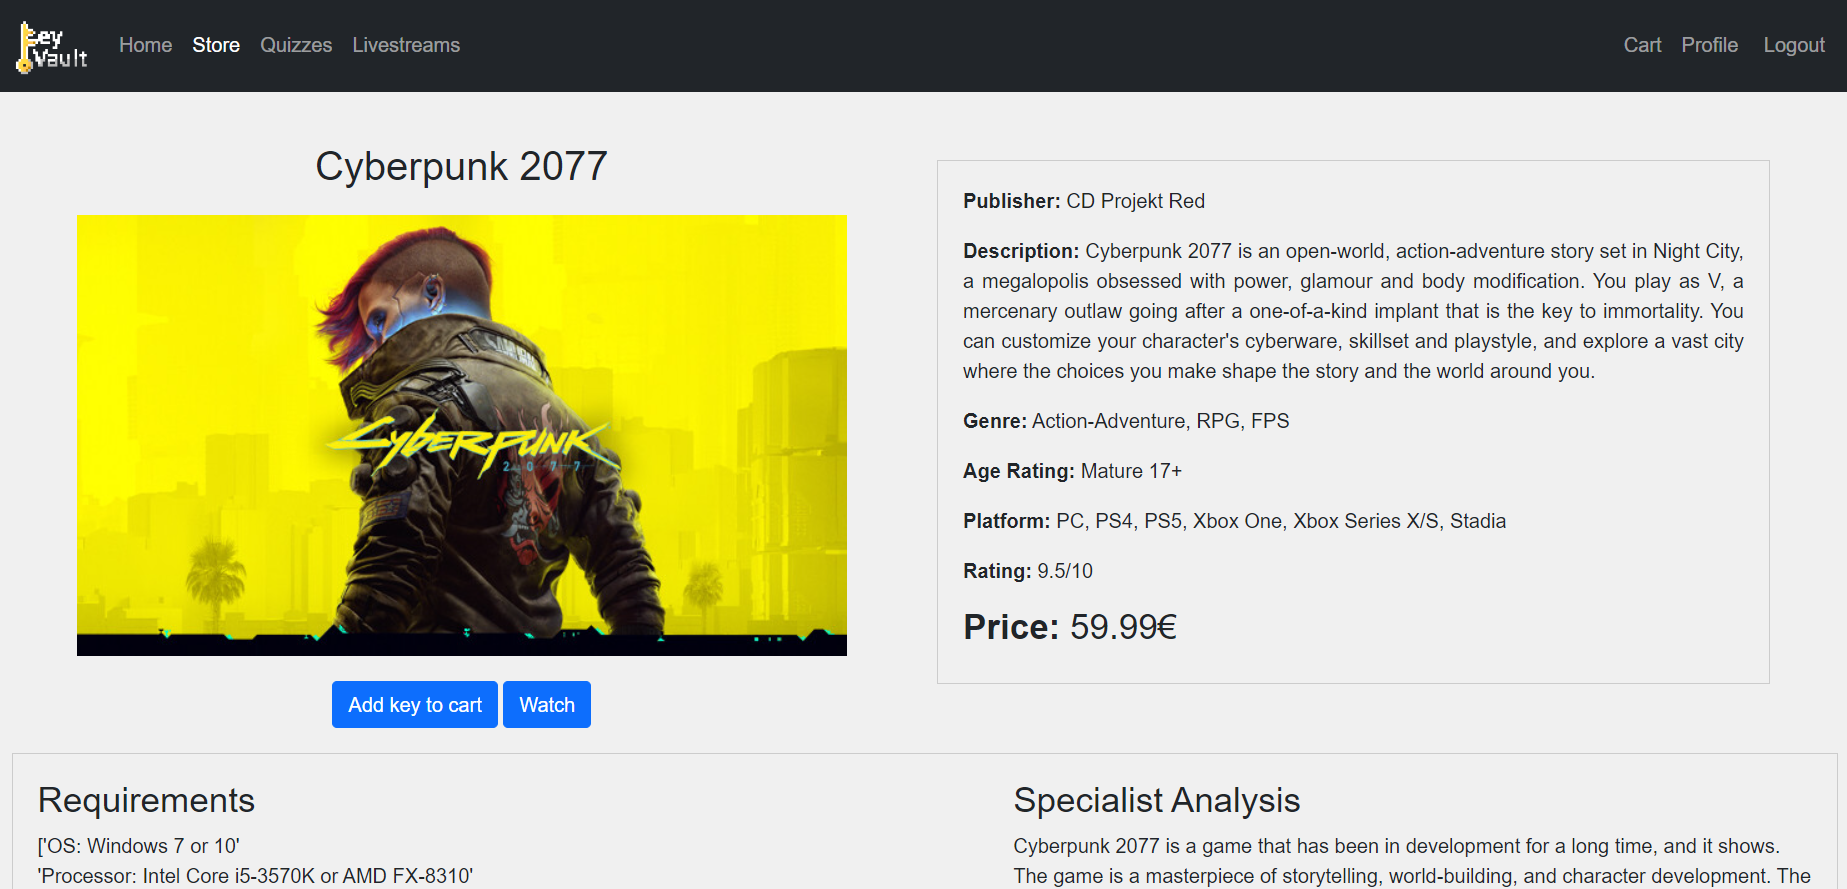 Key
Vault
Home Store Quizzes Livestreams
Cart Profile Logout
Cyberpunk 2077
CYBERPUNK
2077
Add key to cart
Watch
Publisher: CD Projekt Red
Description: Cyberpunk 2077 is an open-world, action-adventure story set in Night City,
a megalopolis obsessed with power, glamour and body modification. You play as V, a
mercenary outlaw going after a one-of-a-kind implant that is the key to immortality. You
can customize your character's cyberware, skillset and playstyle, and explore a vast city
where the choices you make shape the story and the world around you.
Genre: Action-Adventure, RPG, FPS
Age Rating: Mature 17+
Platform: PC, PS4, PS5, Xbox One, Xbox Series X/S, Stadia
Rating: 9.5/10
Price: 59.99€
Requirements
['OS: Windows 7 or 10'
'Processor: Intel Core i5-3570K or AMD FX-8310'
Specialist Analysis
Cyberpunk 2077 is a game that has been in development for a long time, and it shows.
The game is a masterpiece of storytelling, world-building, and character development. The